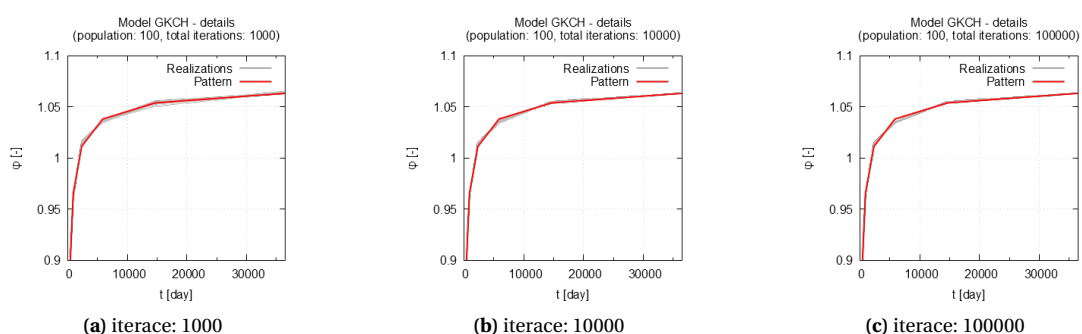 Model GKCH - details
(population: 100, total iterations: 1000)
1.1
Realizations
Pattern
1.05
φ [-]
1
0.95
0.9
0
10000
20000
30000
t [day]
(a) iterace: 1000
Model GKCH - details
(population: 100, total iterations: 10000)
1.1
Realizations
Pattern
1.05
φ [-]
1
0.95
0.9
0
10000
20000
30000
t [day]
(b) iterace: 10000
Model GKCH - details
(population: 100, total iterations: 100000)
1.1
Realizations
Pattern
1.05
φ [-]
1
0.95
0.9
0
10000
20000
30000
t [day]
(c) iterace: 100000